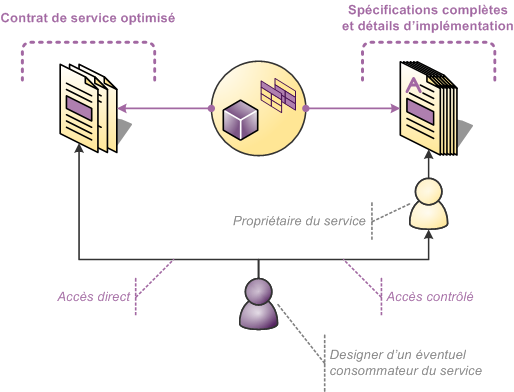 Contrat de service optimisé
Spécifications complètes
et détails d'implémentation
A
Propriétaire du service
Accès direct
Accès contrôlé
Designer d'un éventuel
consommateur du service